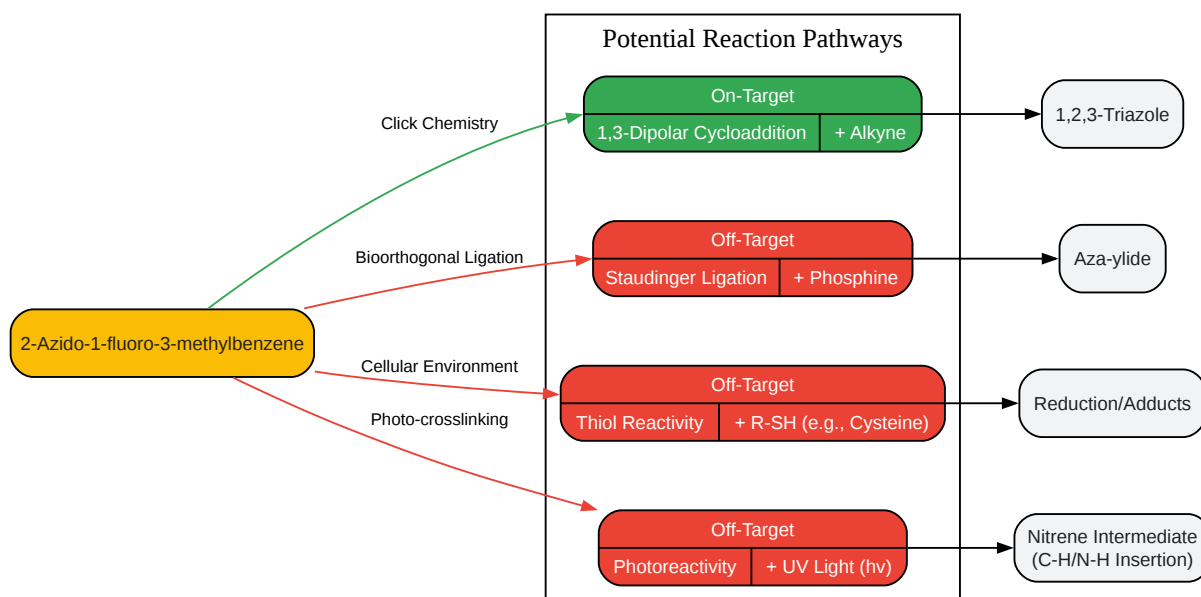 Potential Reaction Pathways
On-Target
1,3-Dipolar Cycloaddition
+ Alkyne
1,2,3-Triazole
Click Chemistry
Off-Target
Staudinger Ligation
+ Phosphine
Aza-ylide
Bioorthogonal Ligation
2-Azido-1-fluoro-3-methylbenzene
Cellular Environment
Off-Target
Thiol Reactivity
+ R-SH (e.g., Cysteine)
Reduction/Adducts
Photo-crosslinking
Off-Target
Photoreactivity
+ UV Light (hv)
Nitrene Intermediate
(C-H/N-H Insertion)